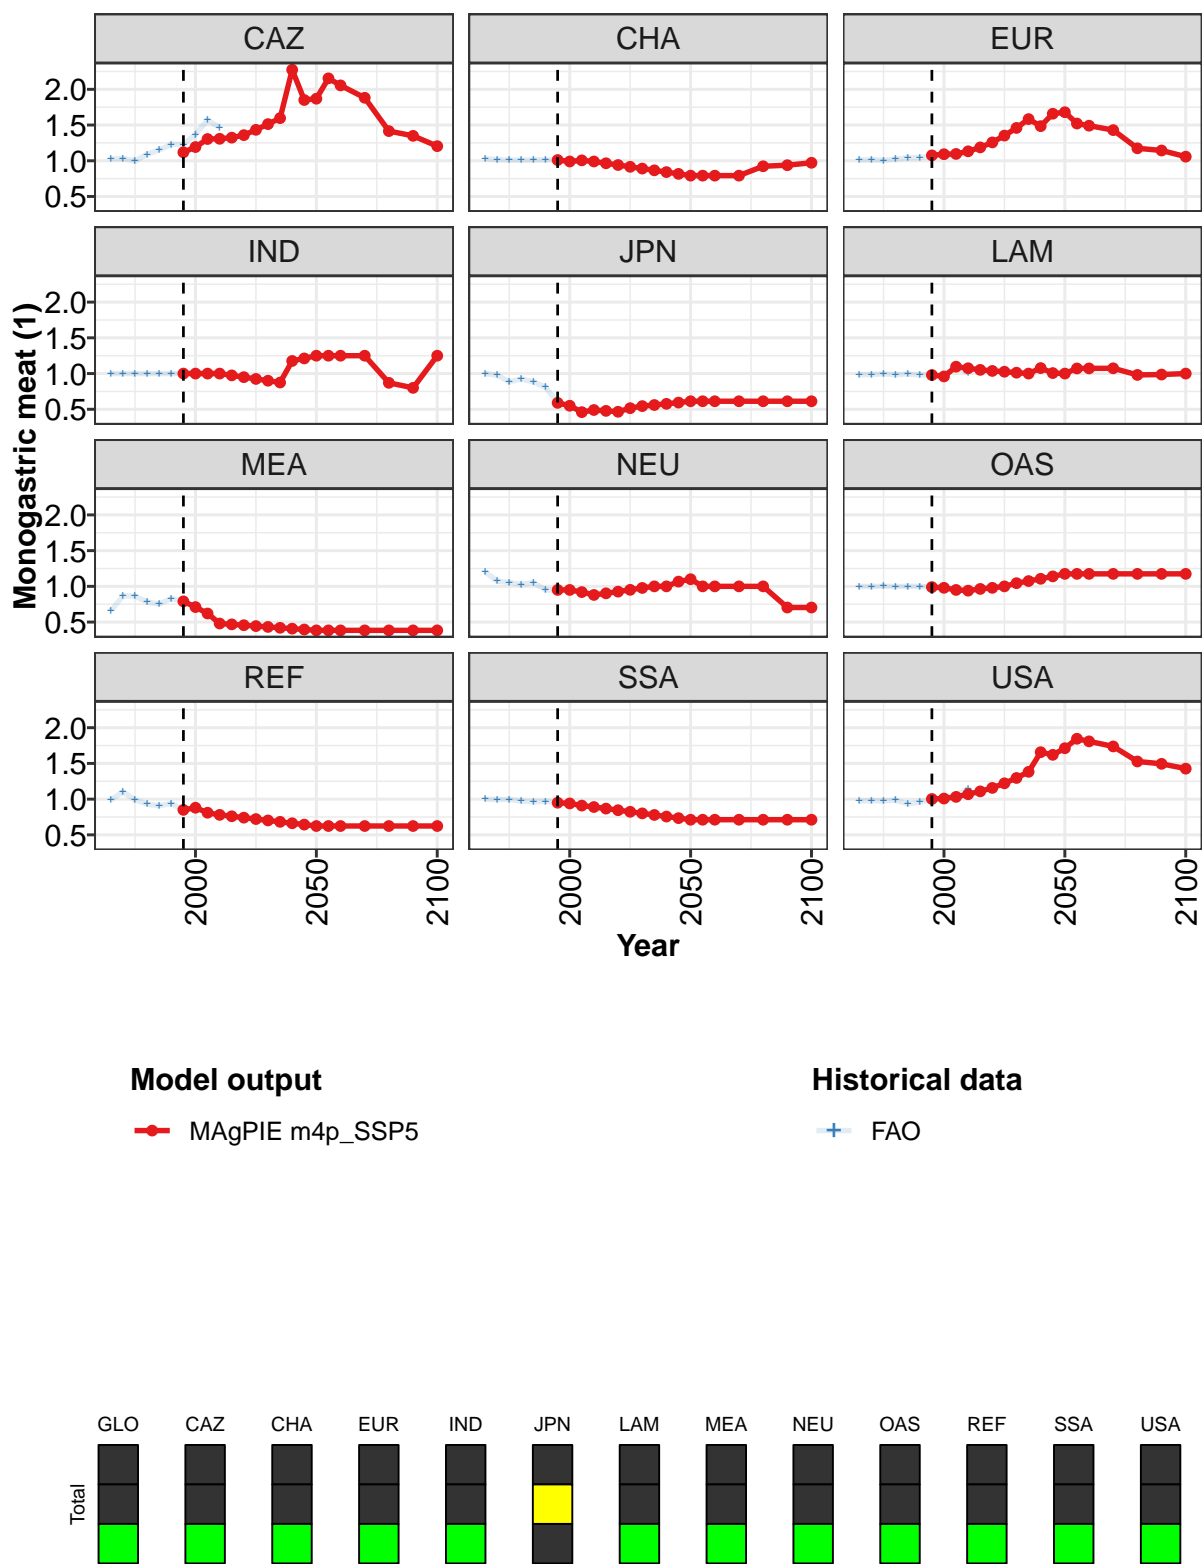 CAZ CHA EUR
2.0
1.5
1.0
0.5
IND JPN LAM
2.0
1.5
1.0
0.5
MEA NEU OAS
2.0
1.5
1.0
0.5
REF SSA USA
2.0
1.5
1.0
0.5
Monogastric meat (1)
2000 2050 2100 2000 2050 2100 2000 2050 2100
Year
Model output Historical data
MAgPIE m4p_SSP5 FAO
GLO CAZ CHA EUR IND JPN LAM MEA NEU OAS REF SSA USA
Total